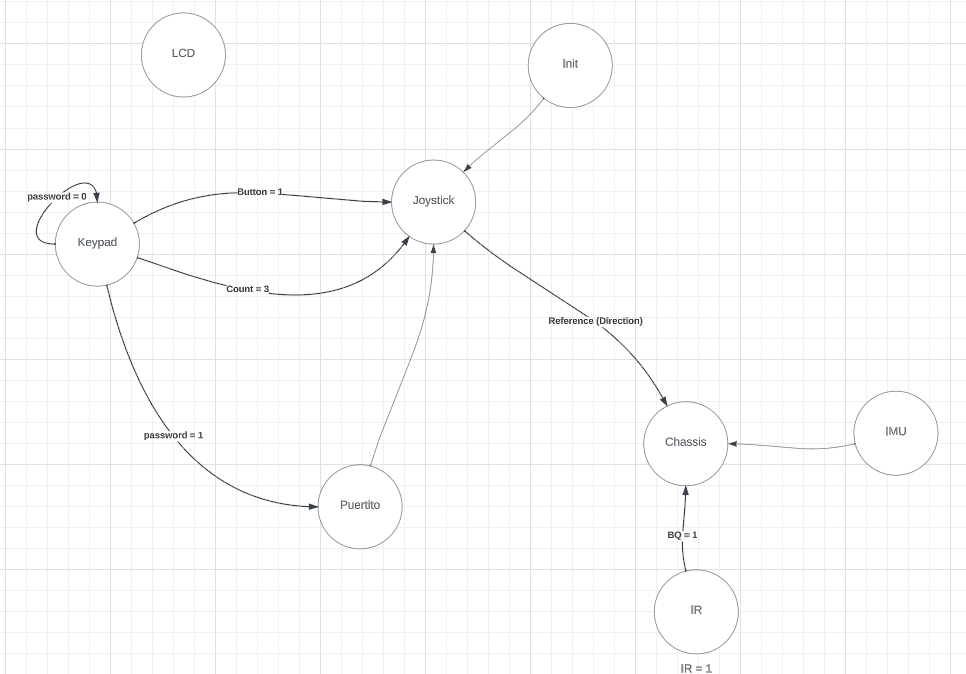 LCD
Init
password = 0
Button = 1
Joystick
Keypad
Count = 3
Reference (Direction)
password = 1
Chassis
IMU
Puertito
BQ = 1
IR
IR = 1